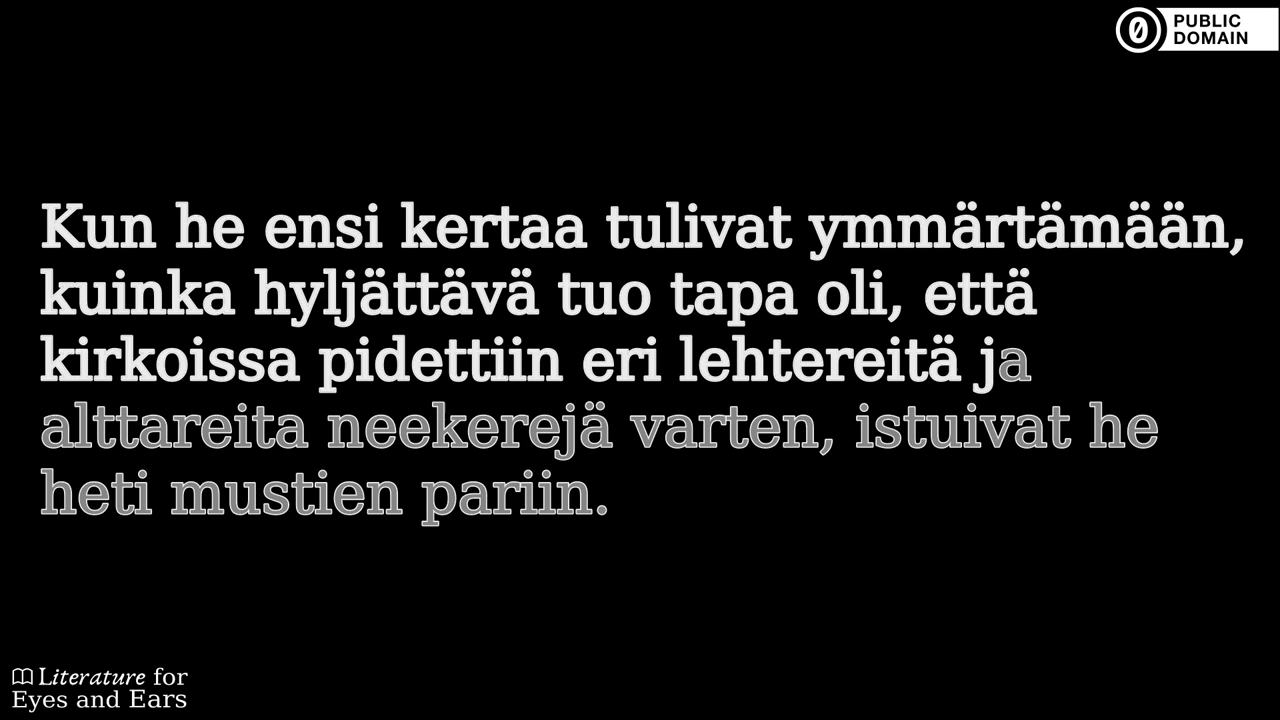 PUBLIC
DOMAIN
Kun he ensi kertaa tulivat ymmärtämään,
kuinka hyljättävä tuo tapa oli, että
kirkoissa pidettiin eri lehtereitä ja
alttareita neekerejä varten, istuivat he
heti mustien pariin.
Literature for
Eyes and Ears